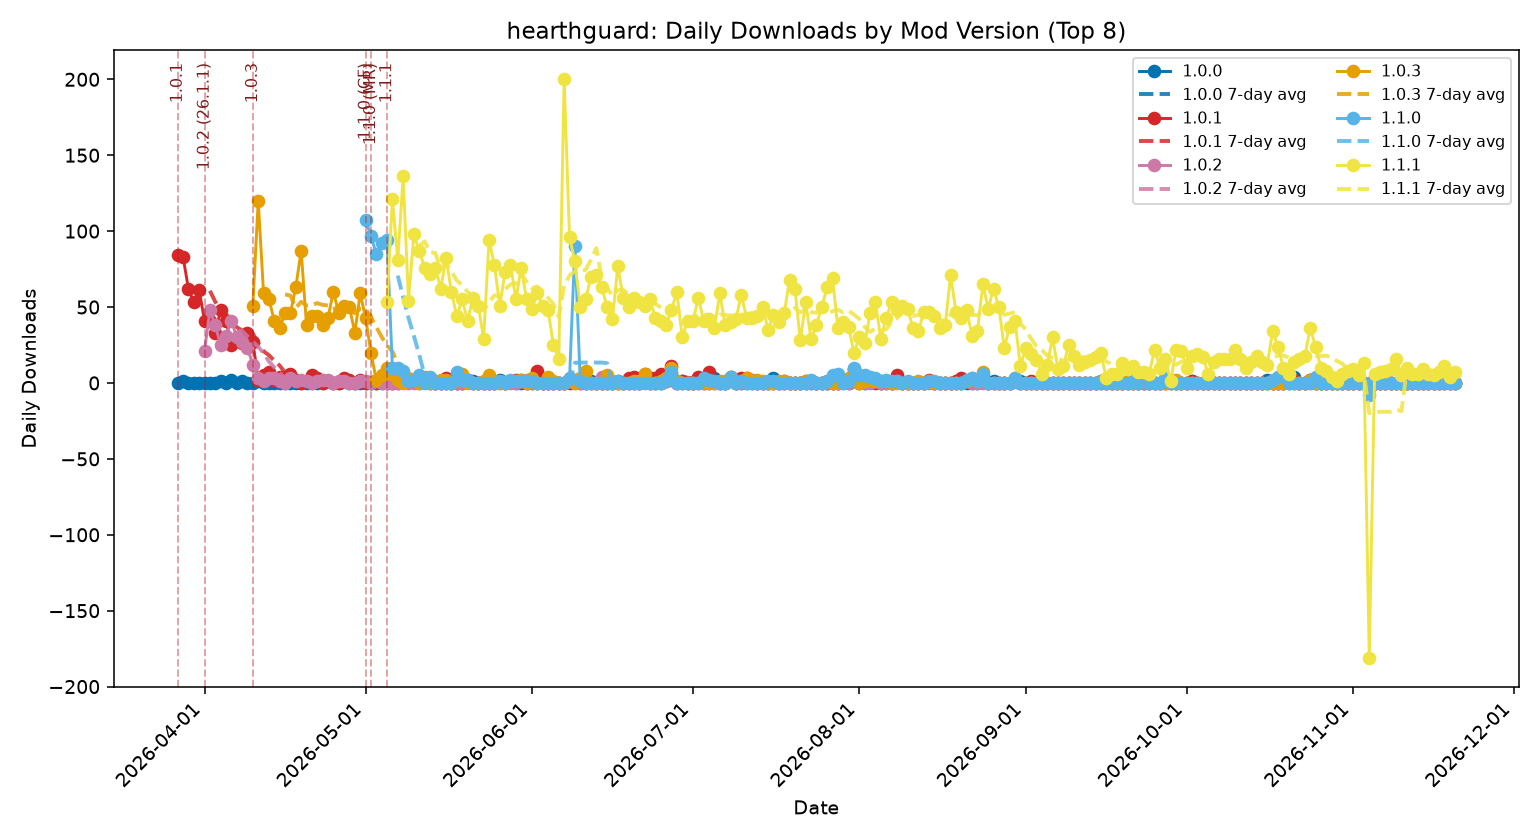 hearthguard: Daily Downloads by Mod Version (Top 8)
1.0.1
1.0.2 (26.1.1)
1.0.3
1.1.0 (CF)
1.1.0 (MR)
1.1.1
1.0.0
1.0.0 7-day avg
1.0.1
1.0.1 7-day avg
1.0.2
1.0.2 7-day avg
1.0.3
1.0.3 7-day avg
1.1.0
1.1.0 7-day avg
1.1.1
1.1.1 7-day avg
Daily Downloads
200
150
100
50
0
−50
−100
−150
−200
2026-04-01
2026-05-01
2026-06-01
2026-07-01
2026-08-01
2026-09-01
2026-10-01
2026-11-01
2026-12-01
Date